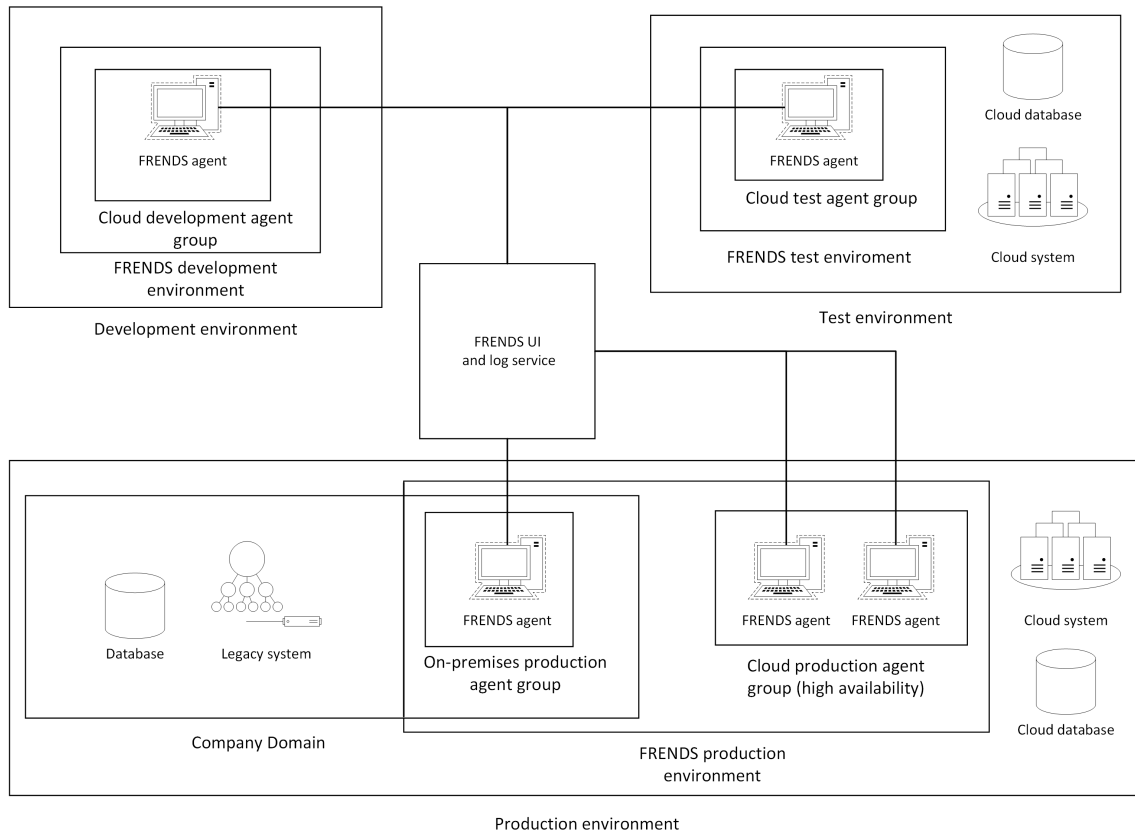 FRENDS agent
Cloud development agent
group
FRENDS development
environment
Development environment
FRENDS agent
Cloud test agent group
FRENDS test enviroment
Cloud database
Cloud system
Test environment
FRENDS UI
and log service
Database
Legacy system
Company Domain
FRENDS agent
On-premises production
agent group
FRENDS agent
FRENDS agent
Cloud production agent
group (high availability)
FRENDS production
environment
Cloud system
Cloud database
Production environment